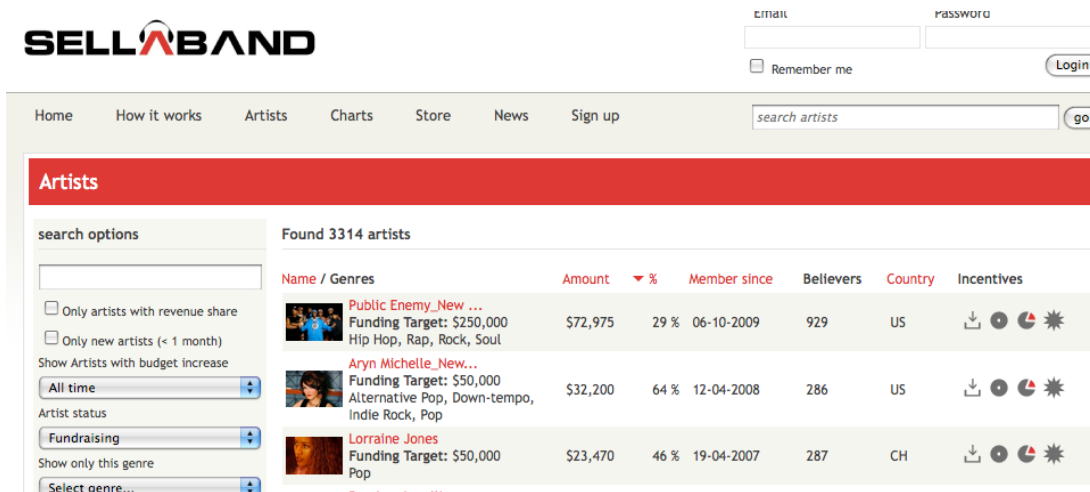 Email Password
SELLABAND
Remember me Login
Home How it works Artists Charts Store News Sign up search artists go
Artists
search options
Found 3314 artists
Name / Genres Amount % Member since Believers Country Incentives
Only artists with revenue share
Only new artists (< 1 month)
Show Artists with budget increase
All time
Artist status
Fundraising
Show only this genre
Select genre...
Public Enemy_New ...
Funding Target: $250,000 $72,975 29 % 06-10-2009 929 US
Hip Hop, Rap, Rock, Soul
Aryn Michelle_New...
Funding Target: $50,000 $32,200 64 % 12-04-2008 286 US
Alternative Pop, Down-tempo,
Indie Rock, Pop
Lorraine Jones
Funding Target: $50,000 $23,470 46 % 19-04-2007 287 CH
Pop